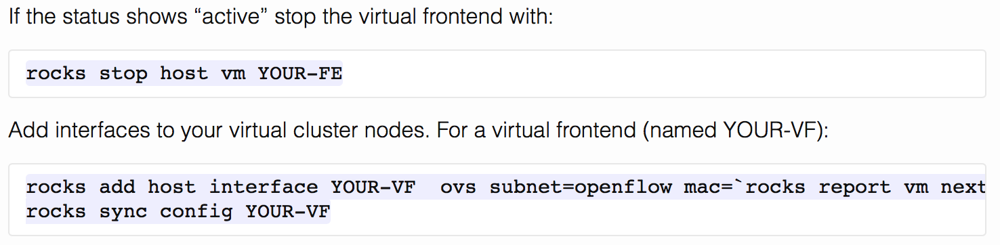 If the status shows “active” stop the virtual frontend with:
rocks stop host vm YOUR-FE
Add interfaces to your virtual cluster nodes. For a virtual frontend (named YOUR-VF):
rocks add host interface YOUR-VF  ovs subnet=openflow mac=`rocks report vm next
rocks sync config YOUR-VF